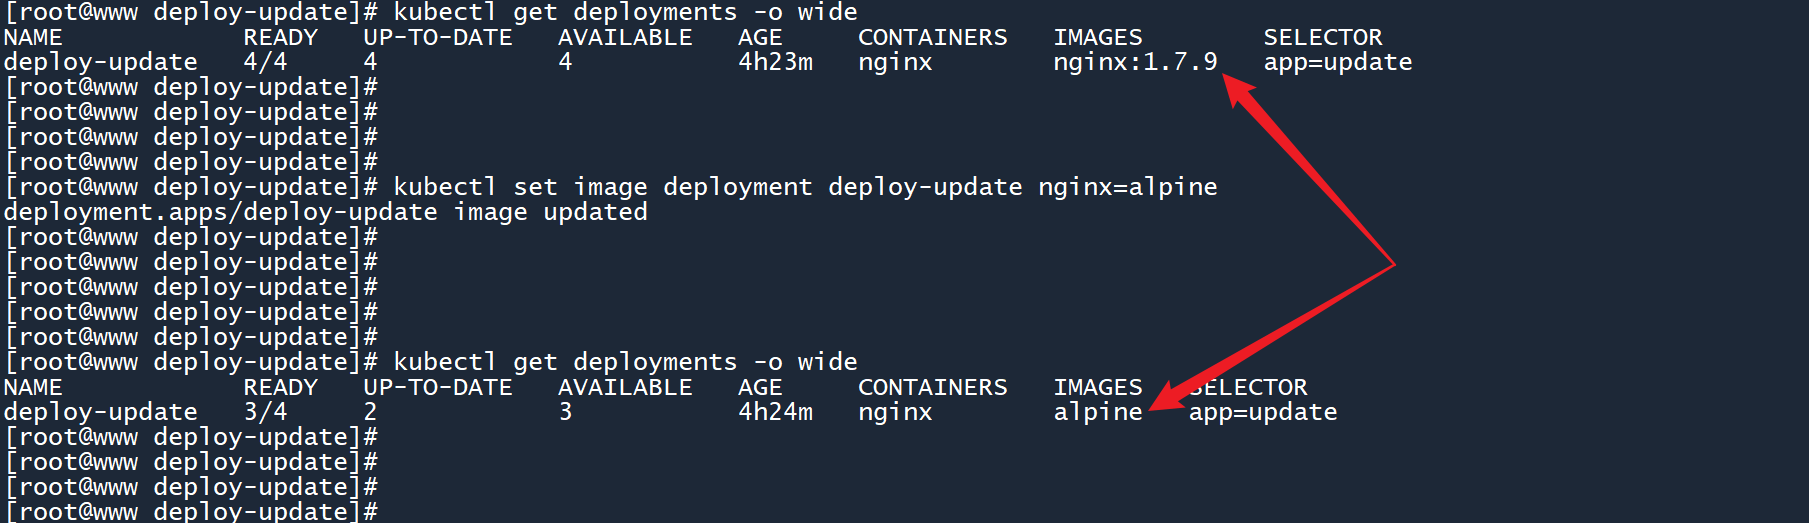 [root@www deploy-update]# kubectl get deployments -o wide
NAME            READY   UP-TO-DATE   AVAILABLE   AGE     CONTAINERS   IMAGES        SELECTOR
deploy-update   4/4     4            4           4h23m   nginx        nginx:1.7.9   app=update
[root@www deploy-update]#
[root@www deploy-update]#
[root@www deploy-update]#
[root@www deploy-update]#
[root@www deploy-update]# kubectl set image deployment deploy-update nginx=alpine
deployment.apps/deploy-update image updated
[root@www deploy-update]#
[root@www deploy-update]#
[root@www deploy-update]#
[root@www deploy-update]#
[root@www deploy-update]#
[root@www deploy-update]# kubectl get deployments -o wide
NAME            READY   UP-TO-DATE   AVAILABLE   AGE     CONTAINERS   IMAGES   SELECTOR
deploy-update   3/4     2            3           4h24m   nginx        alpine   app=update
[root@www deploy-update]#
[root@www deploy-update]#
[root@www deploy-update]#
[root@www deploy-update]#